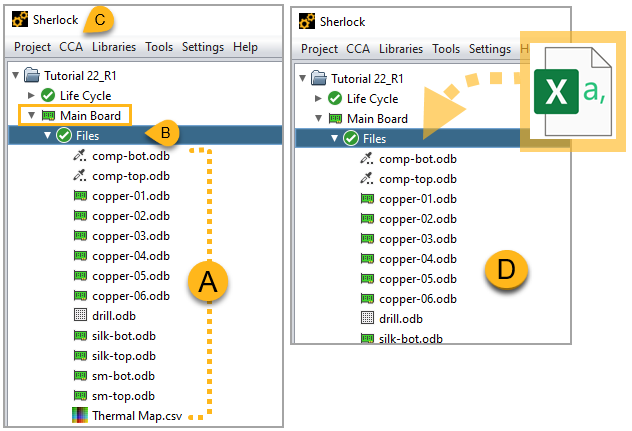 Sherlock
C
Project CCA Libraries Tools Settings Help
Tutorial 22_R1
Life Cycle
Main Board
Files
B
comp-bot.odb
comp-top.odb
copper-01.odb
copper-02.odb
copper-03.odb
copper-04.odb
copper-05.odb
copper-06.odb
drill.odb
silk-bot.odb
silk-top.odb
sm-bot.odb
sm-top.odb
Thermal Map.csv
A
Sherlock
Project CCA Libraries Tools Settings H
Tutorial 22_R1
Life Cycle
Main Board
Files
comp-bot.odb
comp-top.odb
copper-01.odb
copper-02.odb
copper-03.odb
copper-04.odb
copper-05.odb
copper-06.odb
drill.odb
silk-bot.odb
D
X a,